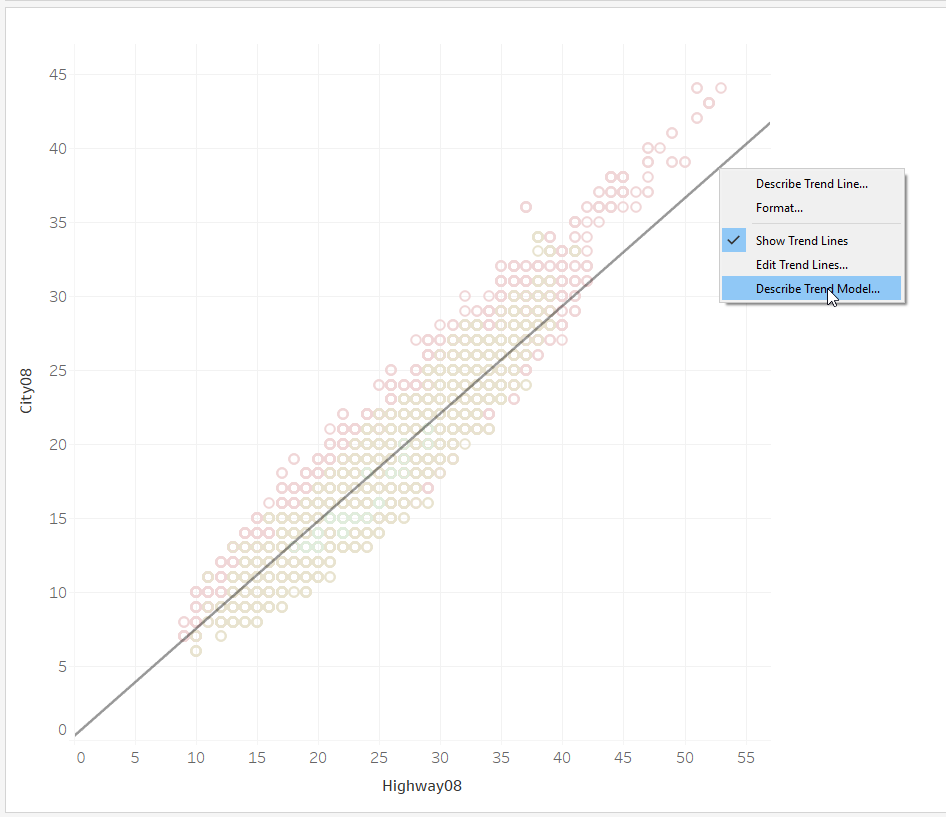 45
40
35
30
25
20
15
10
5
0
City08
0 5 10 15 20 25 30 35 40 45 50 55
Highway08
Describe Trend Line...
Format...
Show Trend Lines
Edit Trend Lines...
Describe Trend Model...